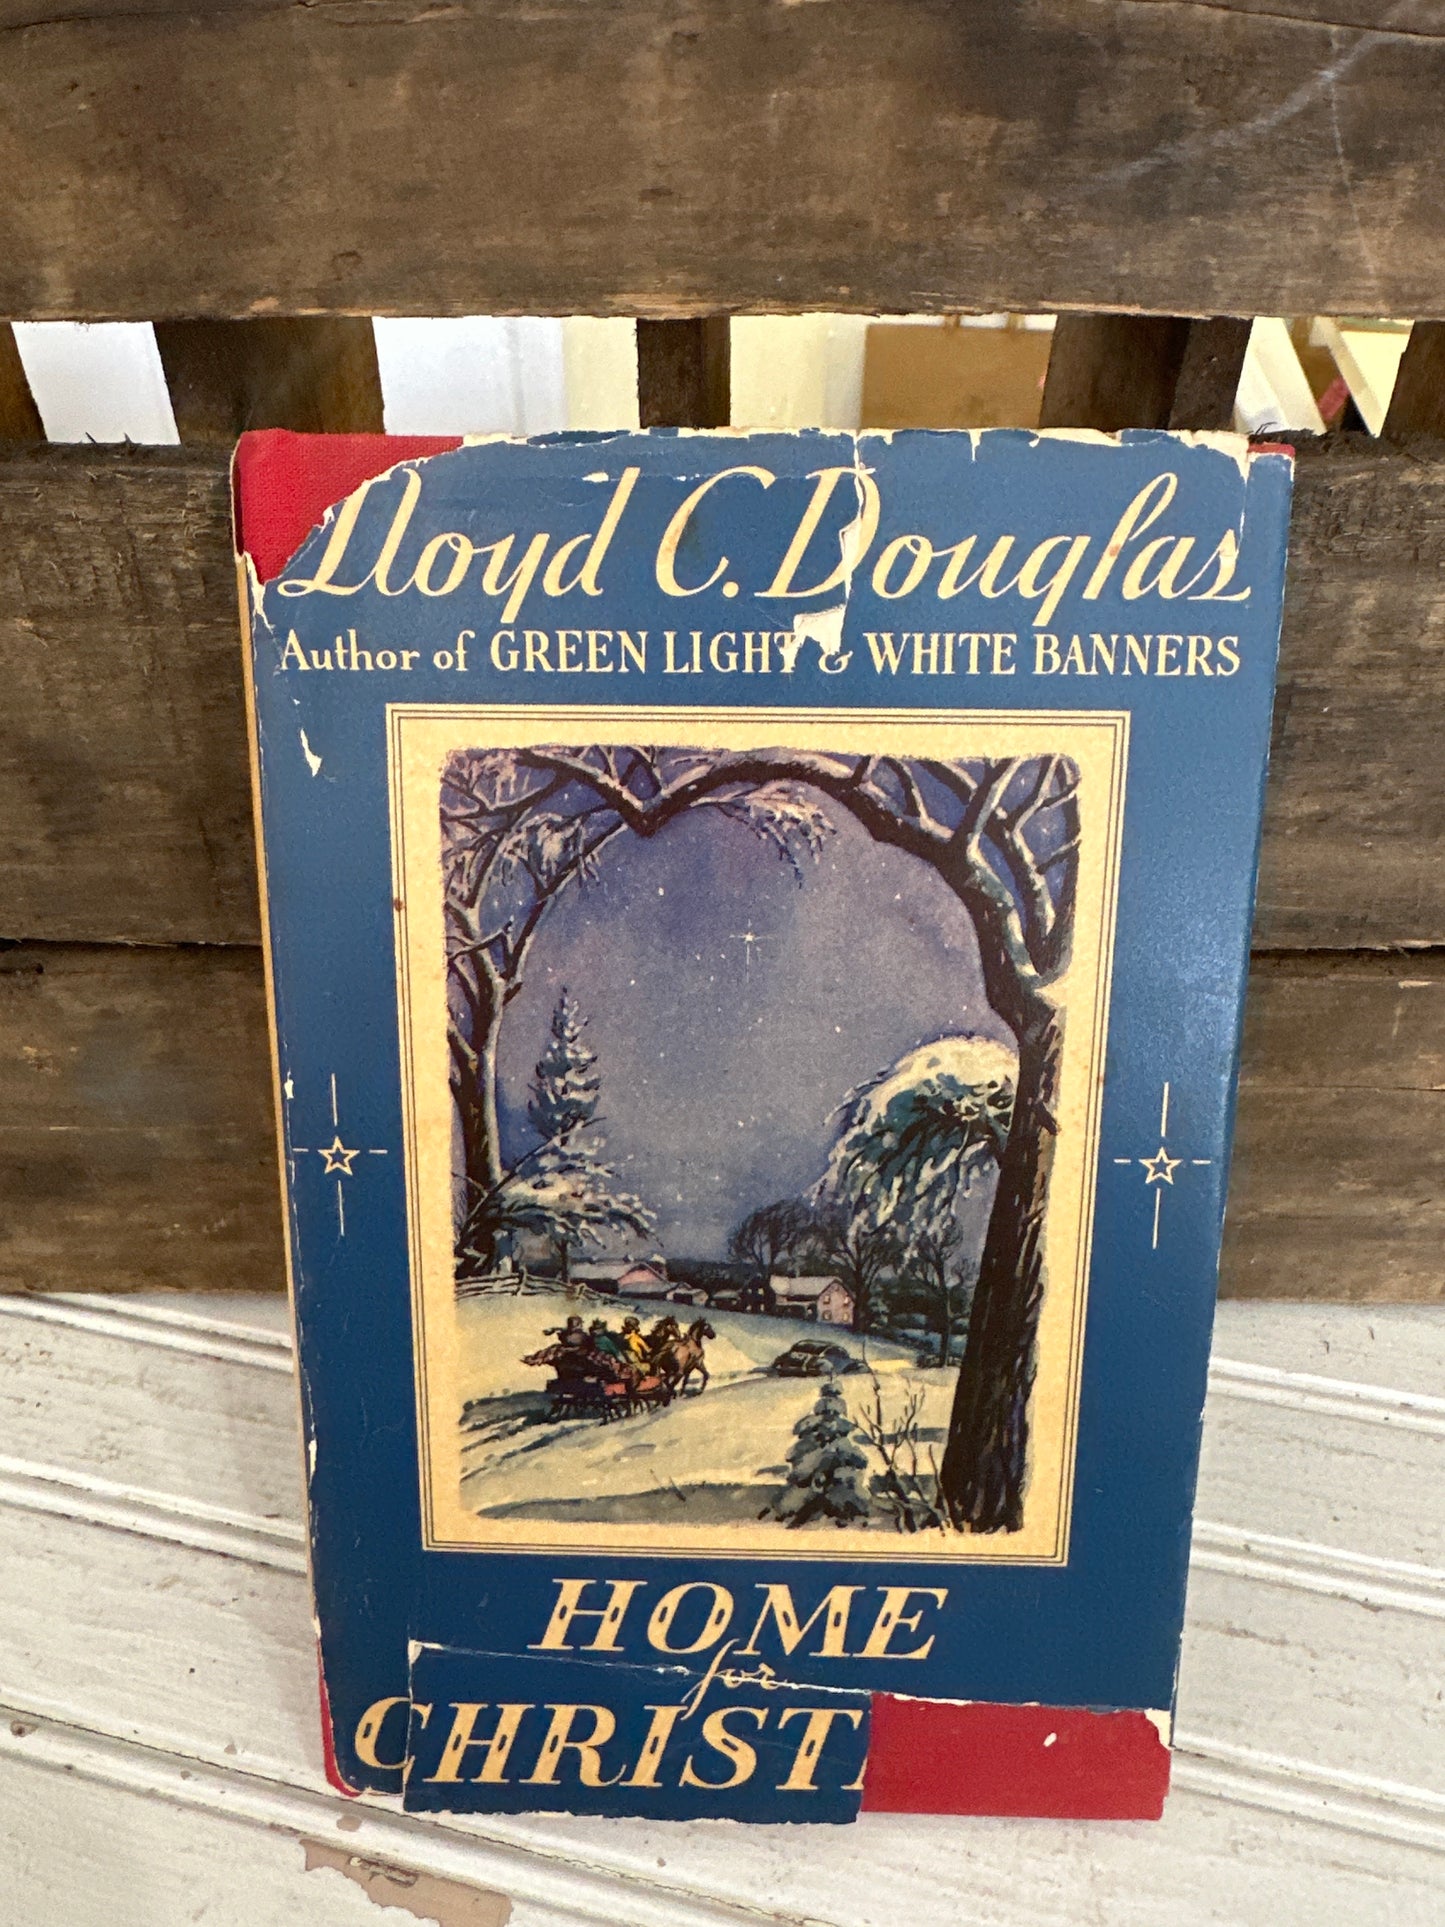 Lloyd C. Douglas
Author of GREEN LIGHT & WHITE BANNERS
HOME
for
CHRIST